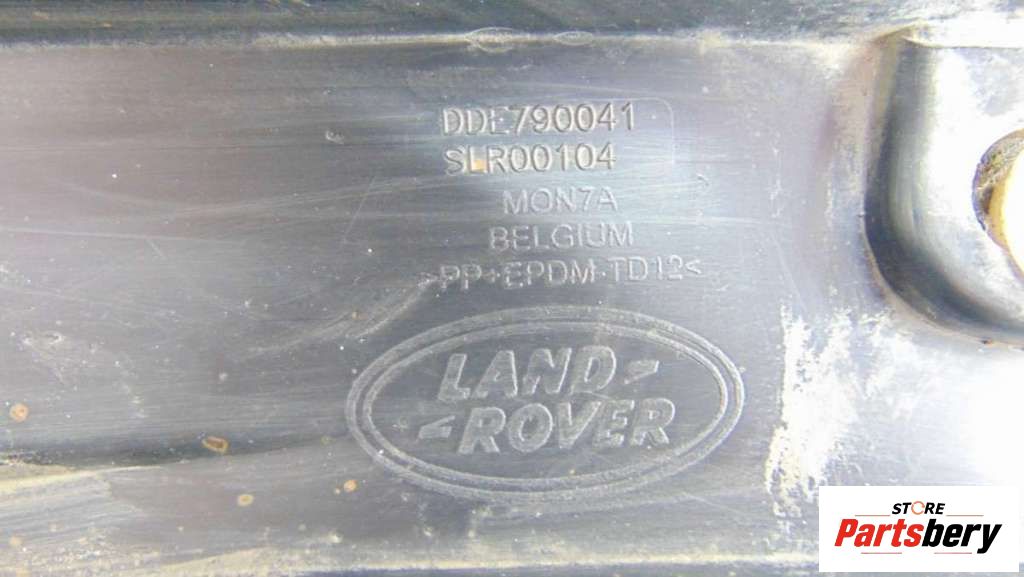 DDE790041
SLR00104
MON7A
BELGIUM
>PP+EPDM-TD12<
LAND-
-ROVER
STORE
Partsbery